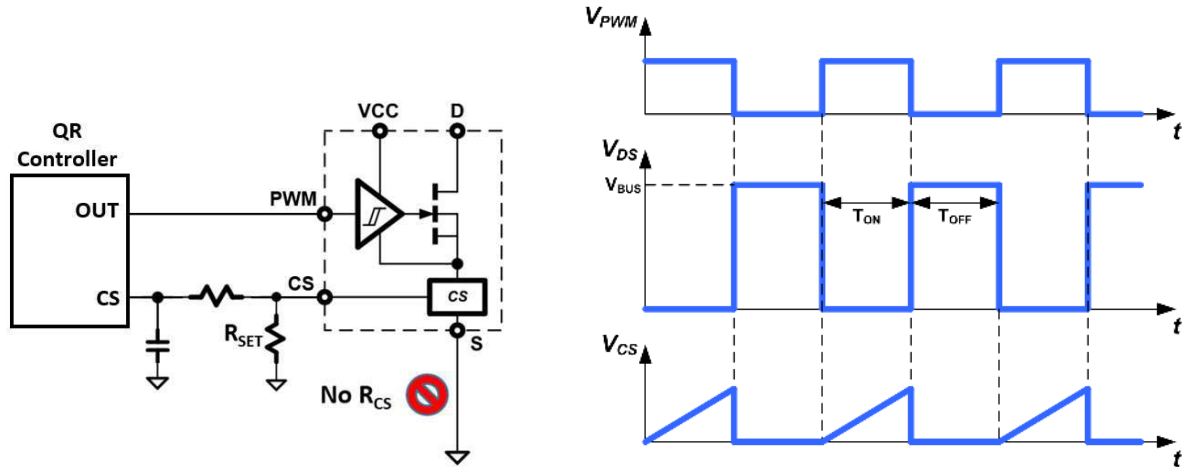 QR
Controller
OUT
CS
VCC
D
PWM
CS
CS
S
RSET
No RCS
VPWM
t
VDS
VBUS
TON
TOFF
t
VCS
t